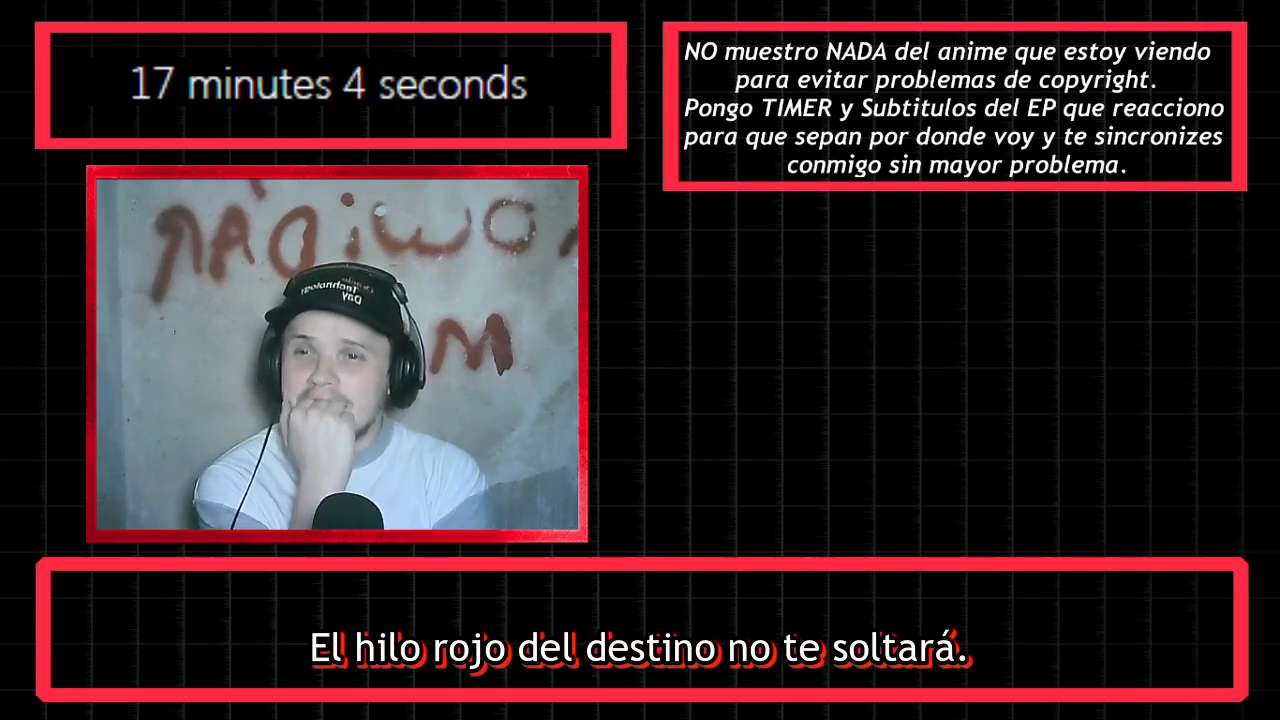 17 minutes 4 seconds
NO muestro NADA del anime que estoy viendo
para evitar problemas de copyright.
Pongo TIMER y Subtitulos del EP que reacciono
para que sepan por donde voy y te sincronizes
conmigo sin mayor problema.
El hilo rojo del destino no te soltará.